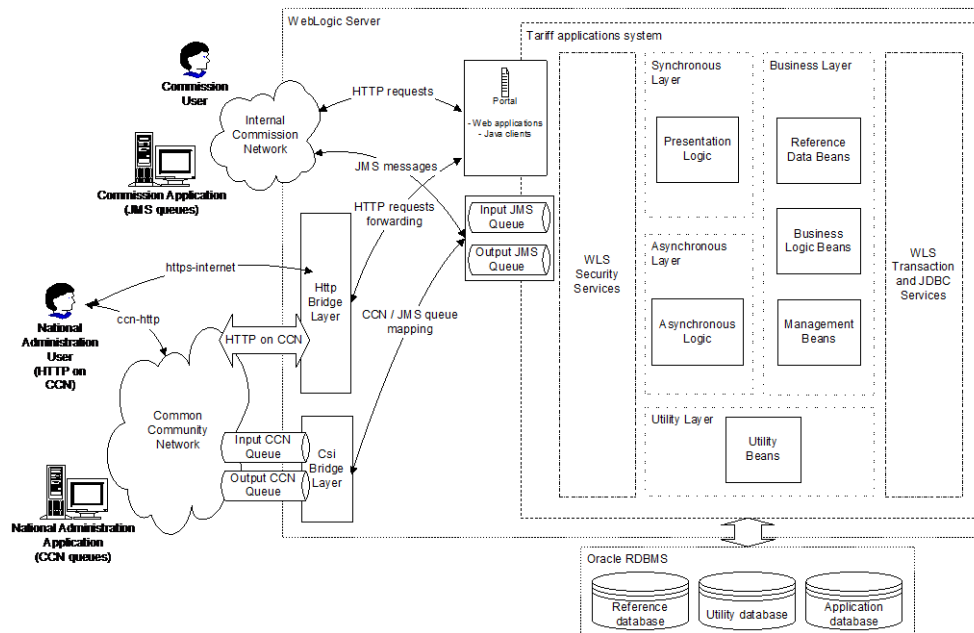 WebLogic Server
Tariff applications system
Commission
User
HTTP requests
Portal
- Web applications
- Java clients
Internal
Commission
Network
JMS messages
Commission Application
(JMS queues)
HTTP requests
forwarding
Input JMS
Queue
Output JMS
Queue
Synchronous
Layer
Presentation
Logic
Business Layer
Reference
Data Beans
Business
Logic Beans
Management
Beans
Asynchronous
Layer
Asynchronous
Logic
WLS
Security
Services
WLS
Transaction
and JDBC
Services
https-internet
Http
Bridge
Layer
National
Administration
User
(HTTP on
CCN)
ccn-http
HTTP on CCN
CCN / JMS queue
mapping
Common
Community
Network
Input CCN
Queue
Output CCN
Queue
Csi
Bridge
Layer
Utility Layer
Utility
Beans
National Administration
Application
(CCN queues)
Oracle RDBMS
Reference
database
Utility database
Application
database